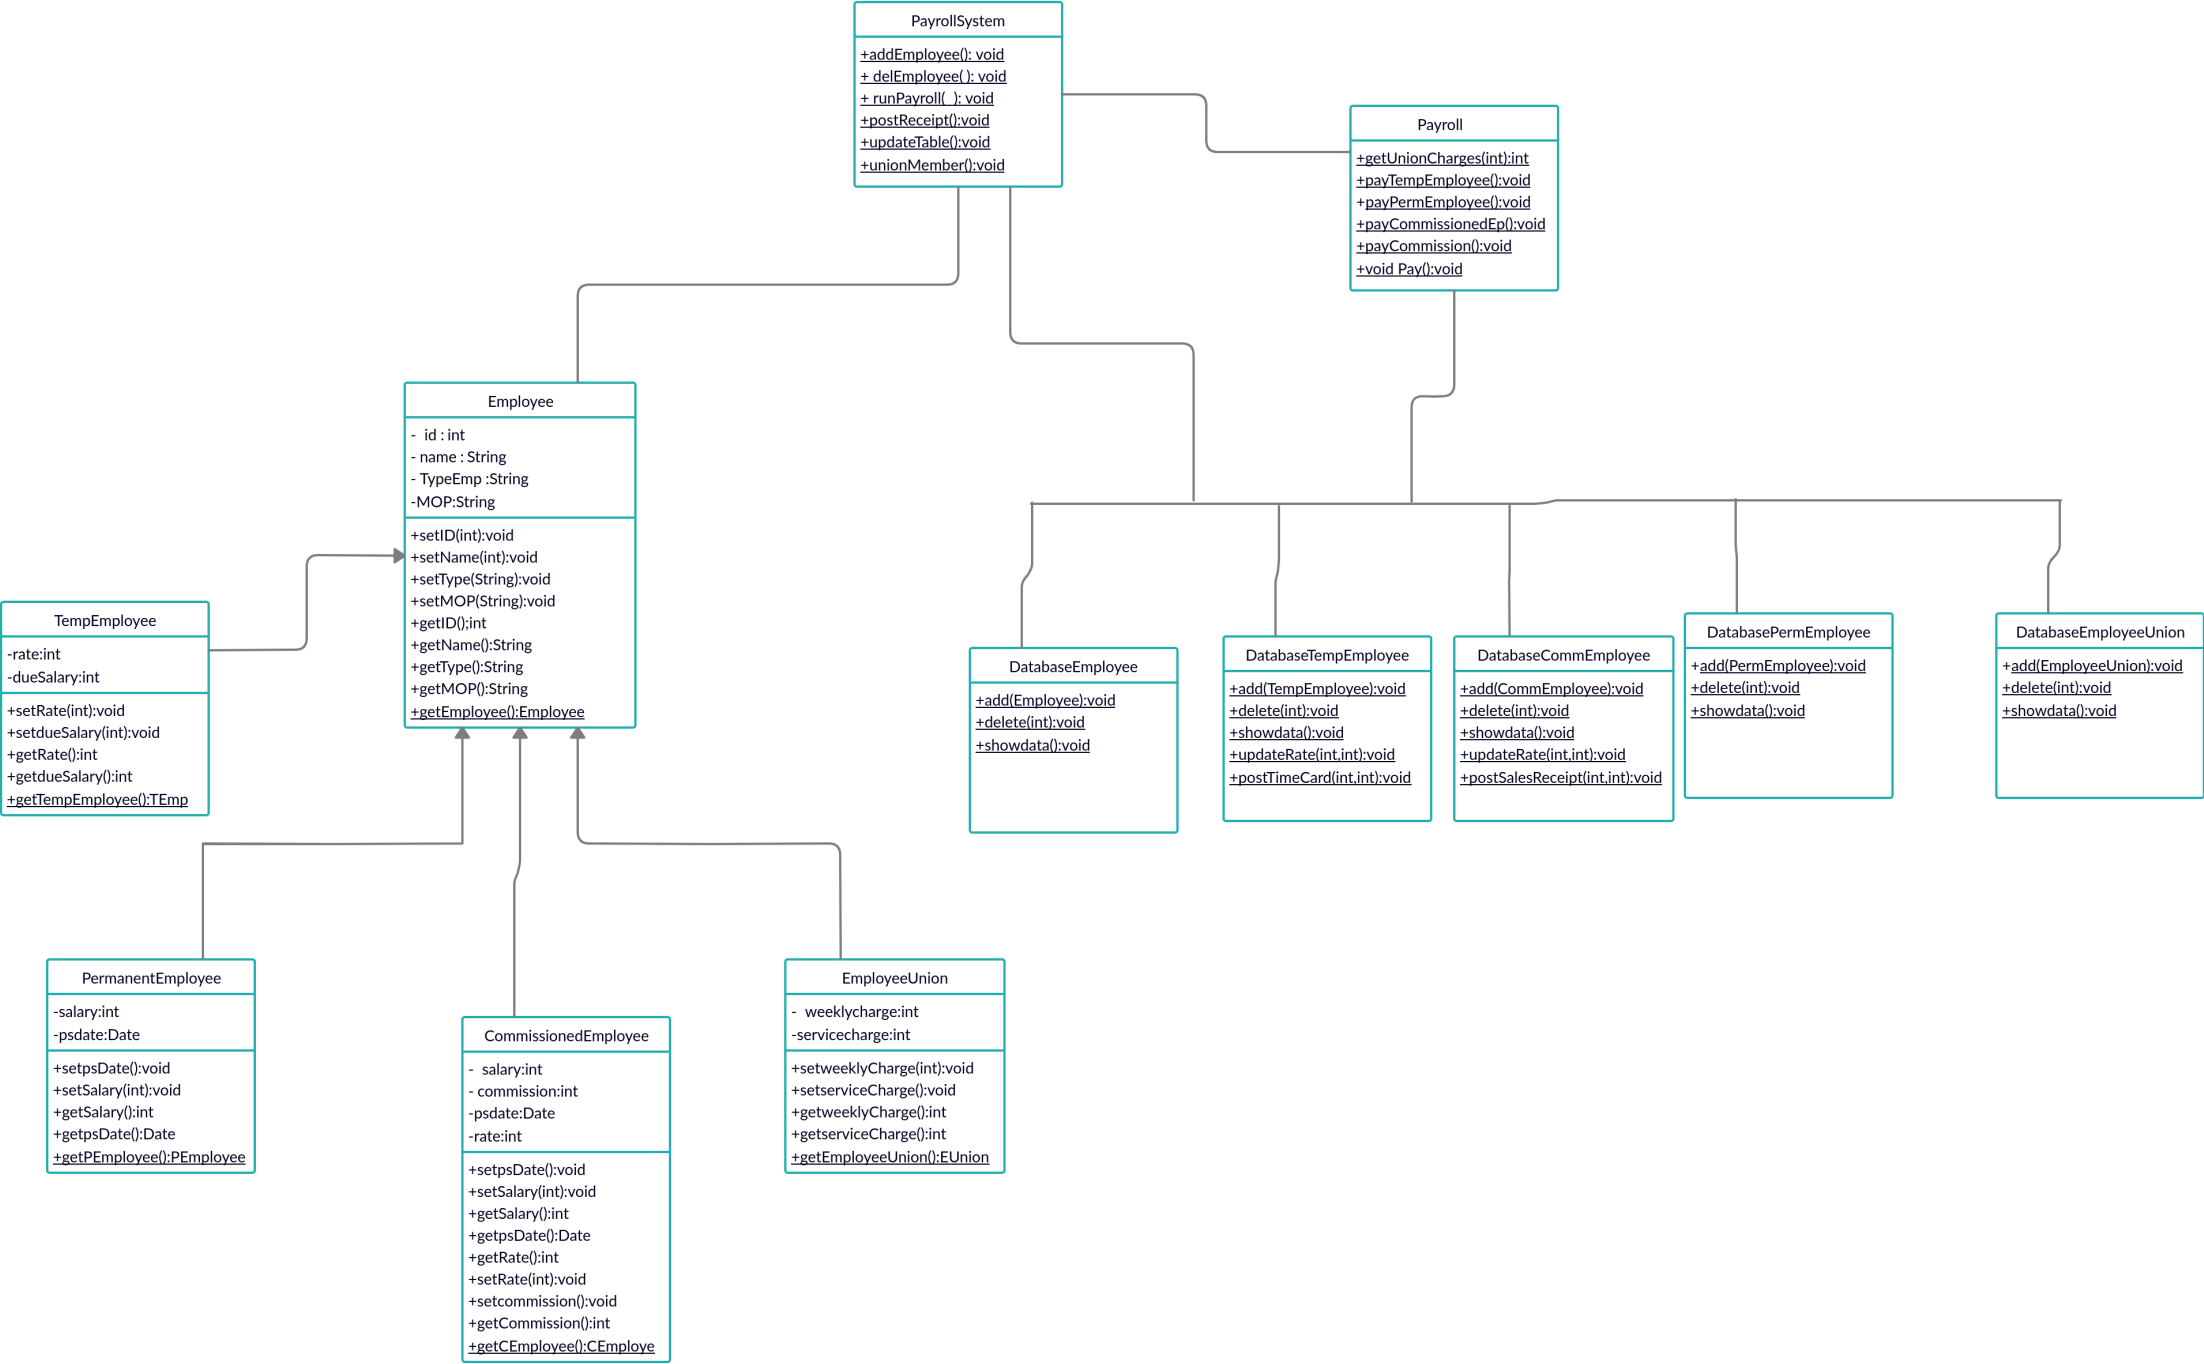 PayrollSystem
+addEmployee(): void
+ delEmployee( ): void
+ runPayroll(  ): void
+postReceipt():void
+updateTable():void
+unionMember():void
Payroll
+getUnionCharges(int):int
+payTempEmployee():void
+payPermEmployee():void
+payCommissionedEp():void
+payCommission():void
+void Pay():void
Employee
-  id : int
- name : String
- TypeEmp :String
-MOP:String
+setID(int):void
+setName(int):void
+setType(String):void
+setMOP(String):void
+getID();int
+getName():String
+getType():String
+getMOP():String
+getEmployee():Employee
TempEmployee
-rate:int
-dueSalary:int
+setRate(int):void
+setdueSalary(int):void
+getRate():int
+getdueSalary():int
+getTempEmployee():TEmp
DatabaseEmployee
+add(Employee):void
+delete(int):void
+showdata():void
DatabaseTempEmployee
+add(TempEmployee):void
+delete(int):void
+showdata():void
+updateRate(int,int):void
+postTimeCard(int,int):void
DatabaseCommEmployee
+add(CommEmployee):void
+delete(int):void
+showdata():void
+updateRate(int,int):void
+postSalesReceipt(int,int):void
DatabasePermEmployee
+add(PermEmployee):void
+delete(int):void
+showdata():void
DatabaseEmployeeUnion
+add(EmployeeUnion):void
+delete(int):void
+showdata():void
PermanentEmployee
-salary:int
-psdate:Date
+setpsDate():void
+setSalary(int):void
+getSalary():int
+getpsDate():Date
+getPEmployee():PEmployee
CommissionedEmployee
-  salary:int
- commission:int
-psdate:Date
-rate:int
+setpsDate():void
+setSalary(int):void
+getSalary():int
+getpsDate():Date
+getRate():int
+setRate(int):void
+setcommission():void
+getCommission():int
+getCEmployee():CEmploye
EmployeeUnion
-  weeklycharge:int
-servicecharge:int
+setweeklyCharge(int):void
+setserviceCharge():void
+getweeklyCharge():int
+getserviceCharge():int
+getEmployeeUnion():EUnion